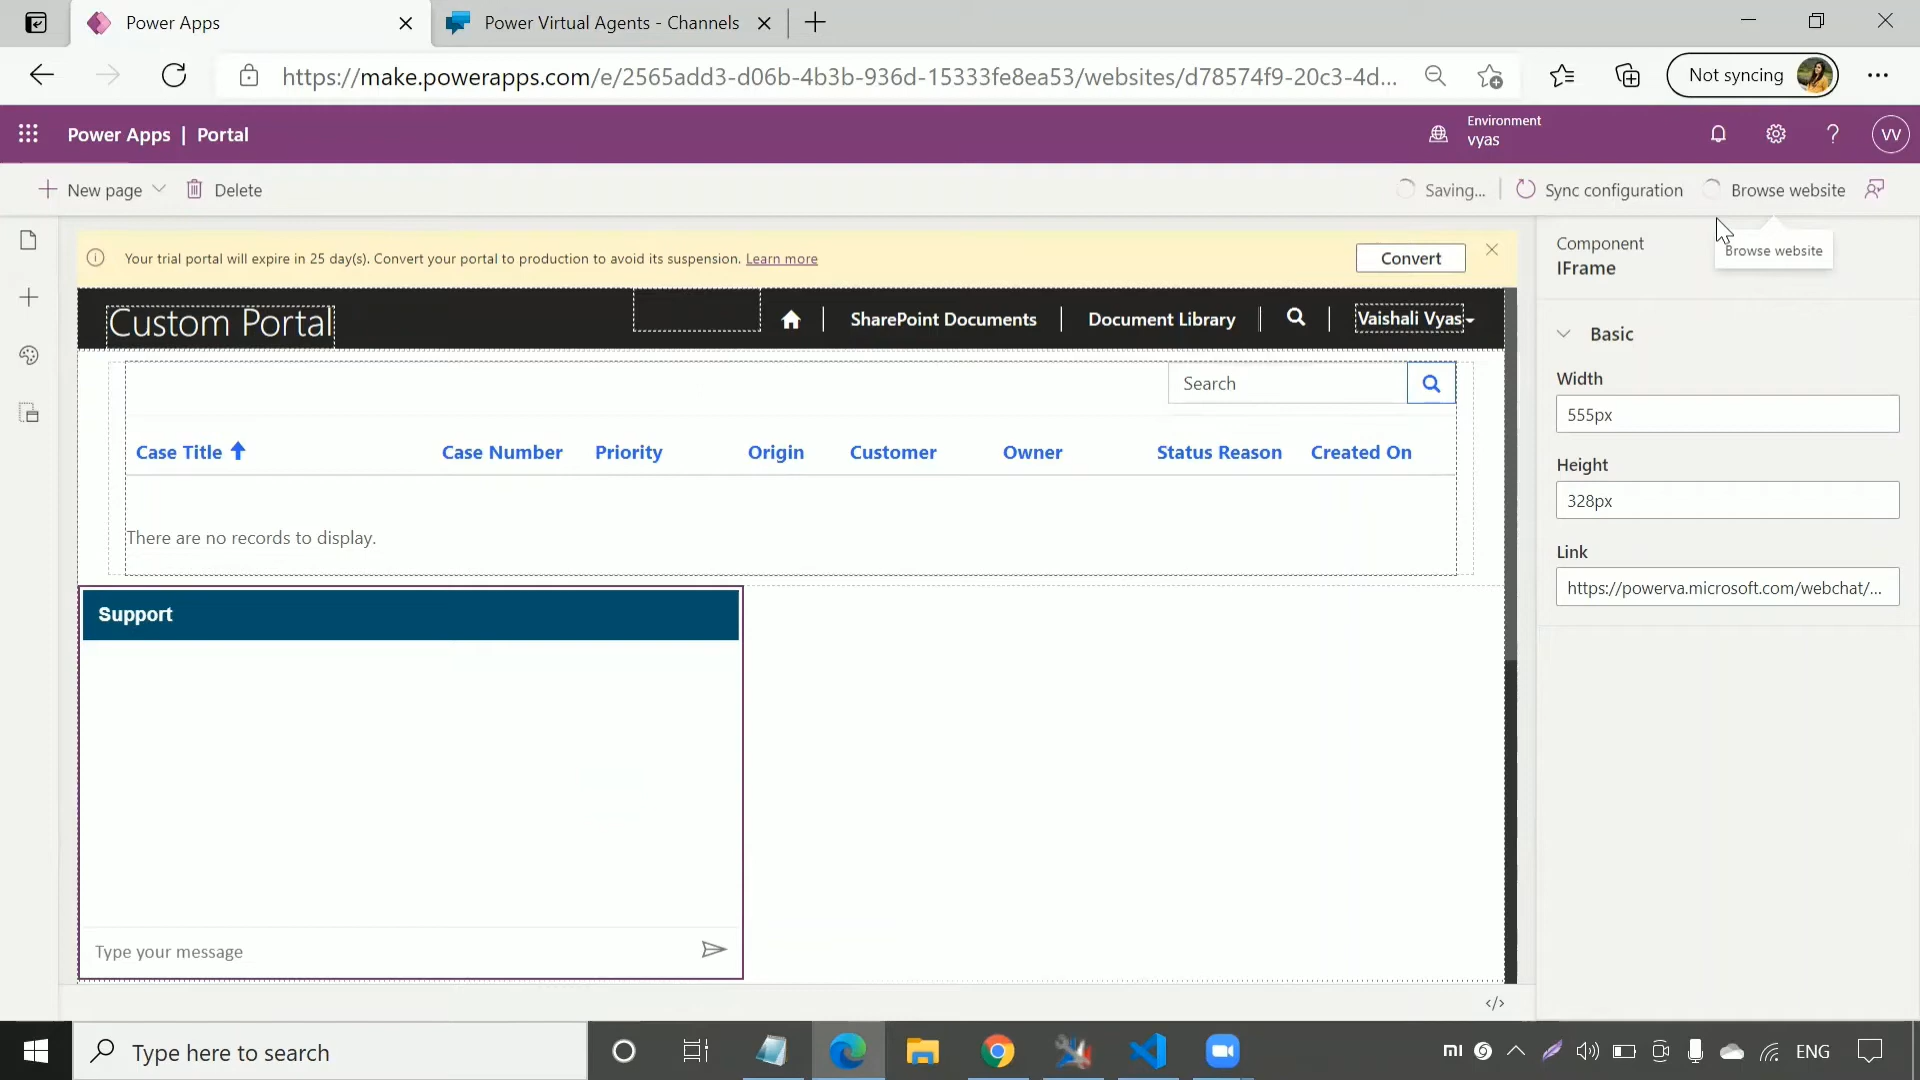 Power Apps
Power Virtual Agents - Channels
https://make.powerapps.com/e/2565add3-d06b-4b3b-936d-15333fe8ea53/websites/d78574f9-20c3-4d...
Not syncing
Power Apps | Portal
Environment
vyas
VV
New page
Delete
Saving...
Sync configuration
Browse website
Browse website
Your trial portal will expire in 25 day(s). Convert your portal to production to avoid its suspension. Learn more
Convert
Custom Portal
SharePoint Documents
Document Library
Vaishali Vyas
Search
Case Title
Case Number
Priority
Origin
Customer
Owner
Status Reason
Created On
There are no records to display.
Support
Type your message
Component
IFrame
Basic
Width
555px
Height
328px
Link
https://powerva.microsoft.com/webchat/...
</>
Type here to search
mi
ENG